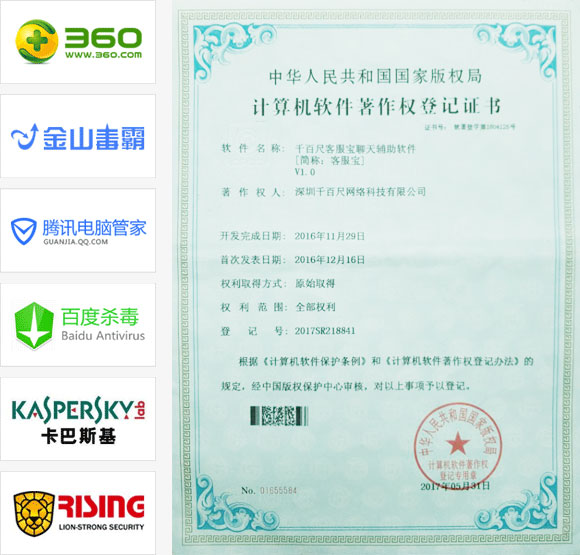 360
www.360.com
金山毒霸
腾讯电脑管家
GUANJIA.QQ.COM
百度杀毒
Baidu Antivirus
KASPERSKY lab
卡巴斯基
RISING
LION-STRONG SECURITY
中华人民共和国国家版权局
计算机软件著作权登记证书
证书号:
软件名称: 千百尺客服宝聊天辅助软件
[简称: 客服宝]
V1.0
著作权人: 深圳千百尺网络科技有限公司
开发完成日期: 2016年11月29日
首次发表日期: 2016年12月16日
权利取得方式: 原始取得
权利范围: 全部权利
登记号: 2017SR218841
根据《计算机软件保护条例》和《计算机软件著作权登记办法》的
规定,经中国版权保护中心审核,对以上事项予以登记。
中华人民共和国国家版权局
计算机软件著作权
登记专用章
2017年05月31日
No. 01655564